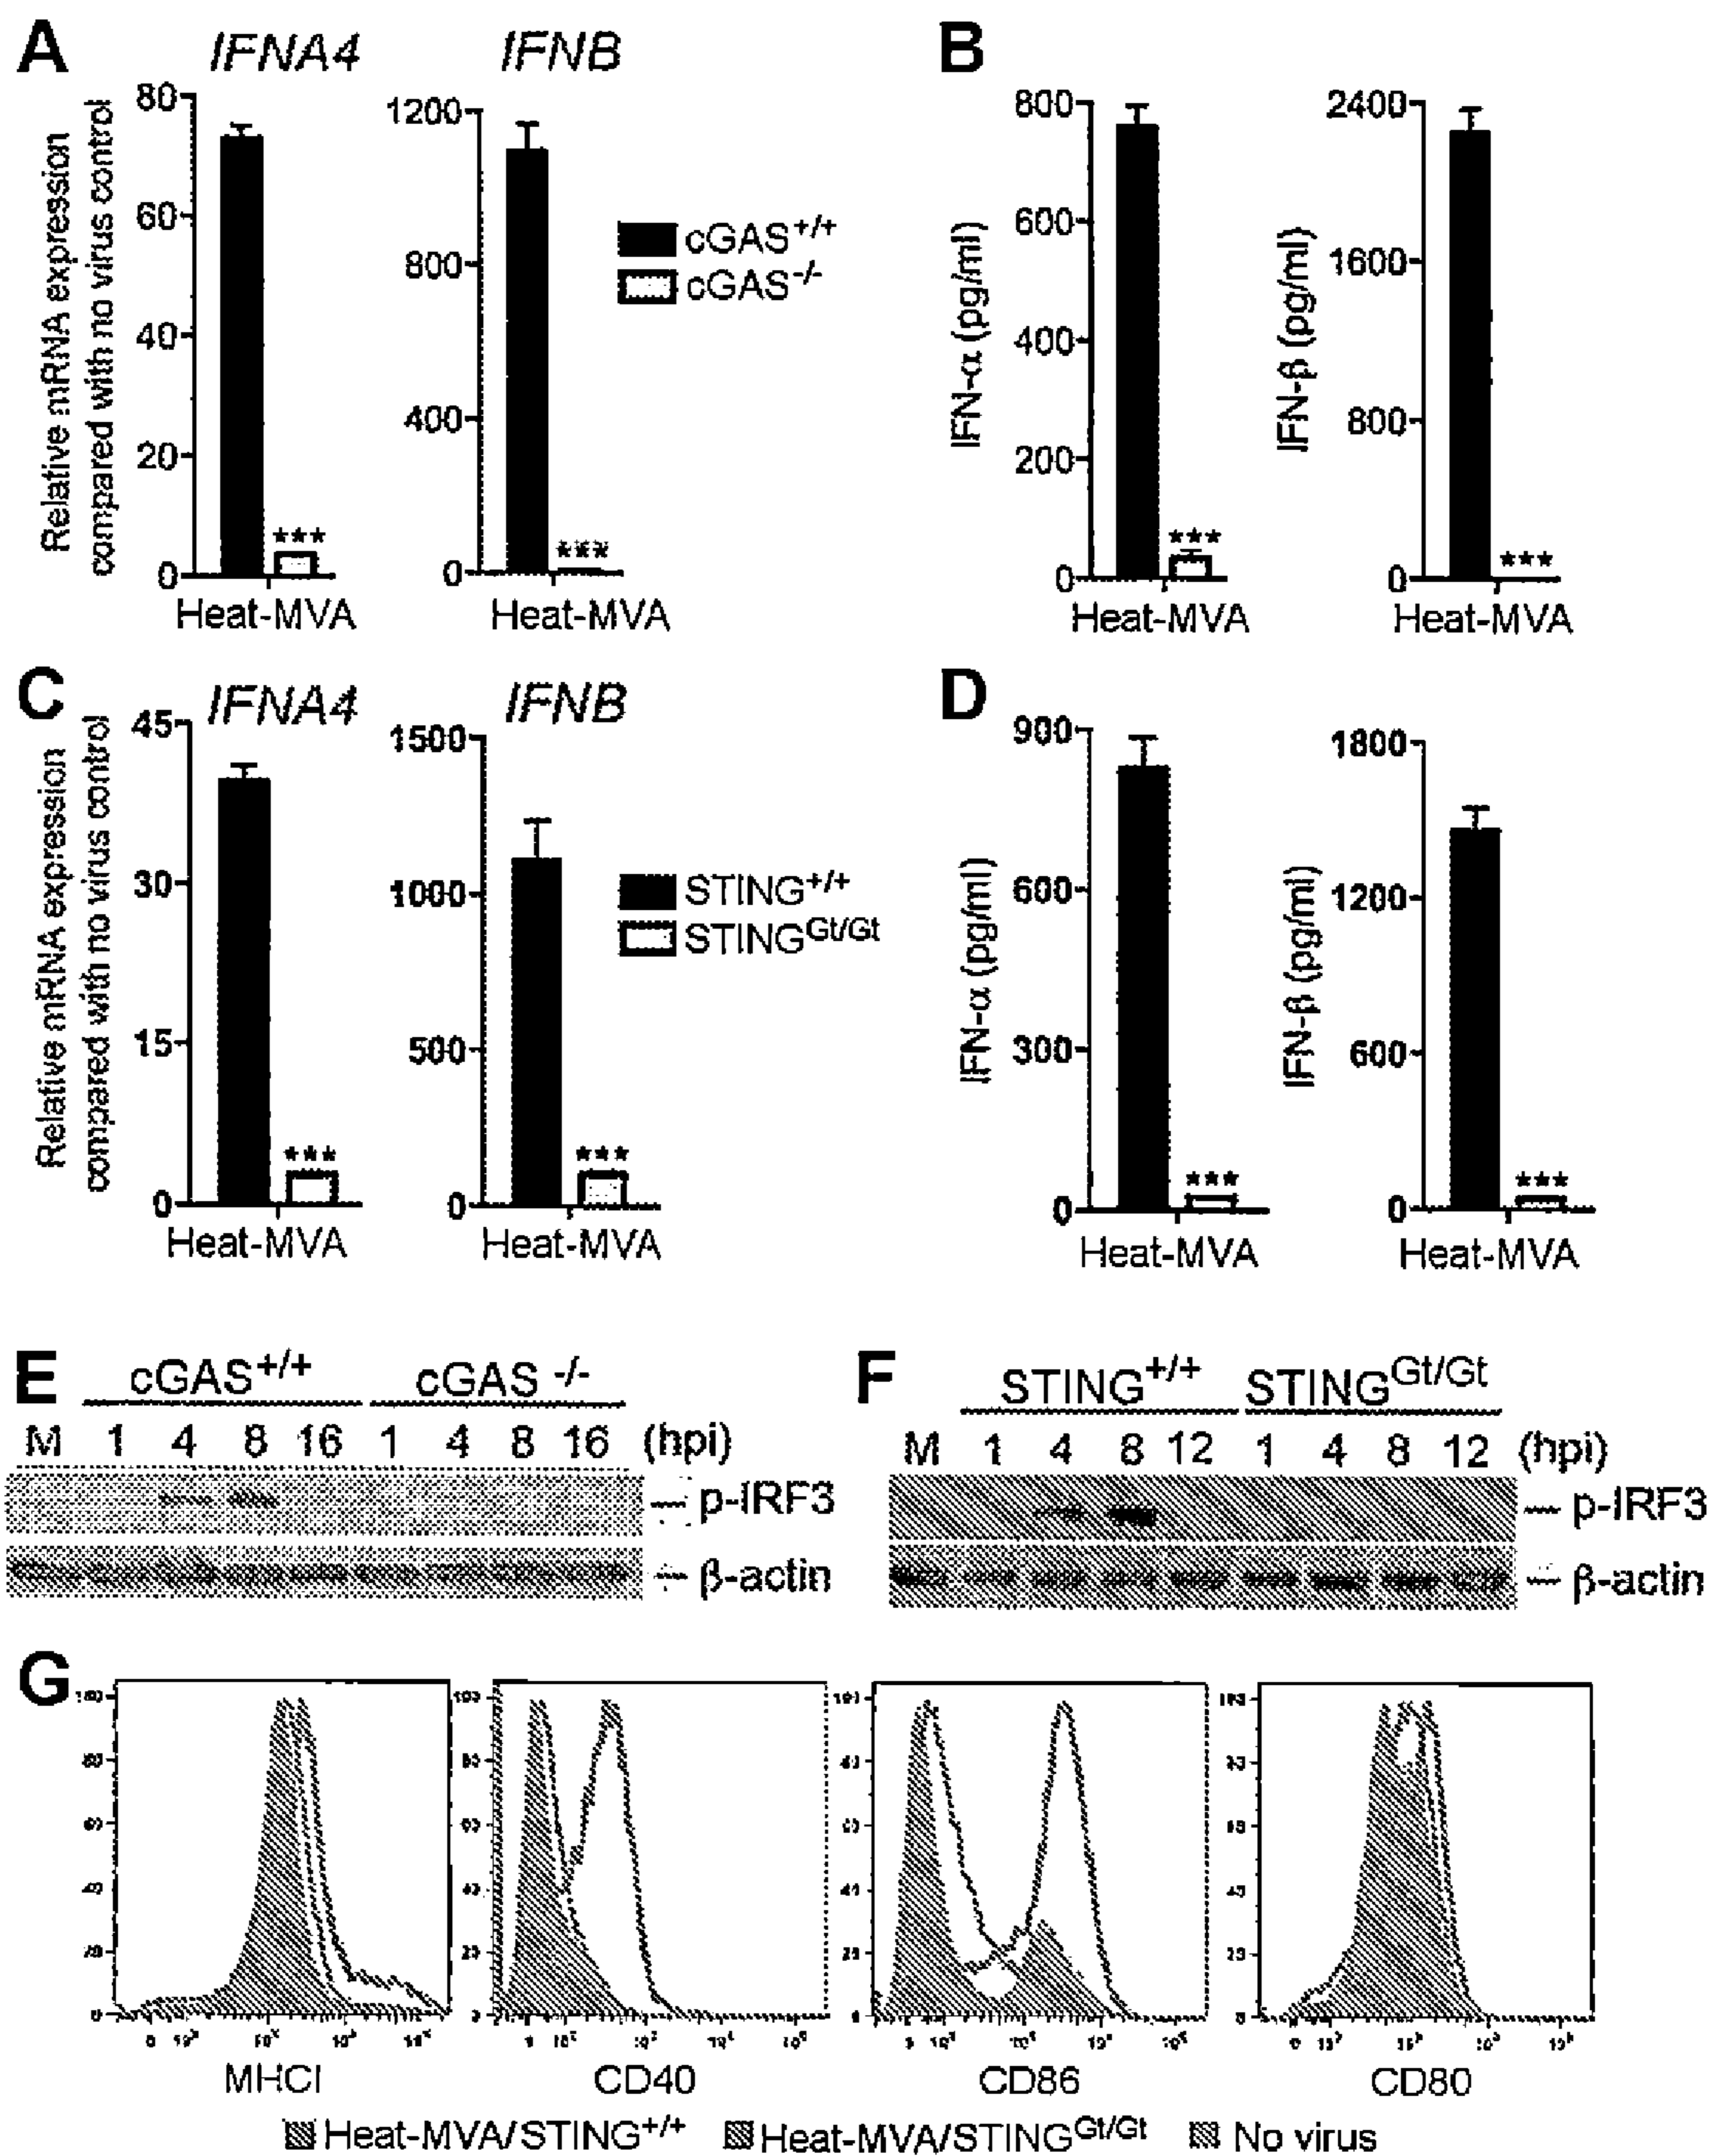 A IFNA4 IFNB
Relative mRNA expression
compared with no virus control
80
60
40
20
0
***
Heat-MVA
1200
800
400
0
***
Heat-MVA
cGAS+/+
cGAS-/-
B
IFN-α (pg/ml)
800
600
400
200
0
***
Heat-MVA
IFN-β (pg/ml)
2400
1600
800
0
***
Heat-MVA
C IFNA4 IFNB
Relative mRNA expression
compared with no virus control
45
30
15
0
***
Heat-MVA
1500
1000
500
0
***
Heat-MVA
STING+/+
STINGGt/Gt
D
IFN-α (pg/ml)
900
600
300
0
***
Heat-MVA
IFN-β (pg/ml)
1800
1200
600
0
***
Heat-MVA
E cGAS+/+ cGAS -/-
M 1 4 8 16 1 4 8 16 (hpi)
p-IRF3
β-actin
F STING+/+ STINGGt/Gt
M 1 4 8 12 1 4 8 12 (hpi)
p-IRF3
β-actin
G
MHCI CD40 CD86 CD80
Heat-MVA/STING+/+ Heat-MVA/STINGGt/Gt No virus